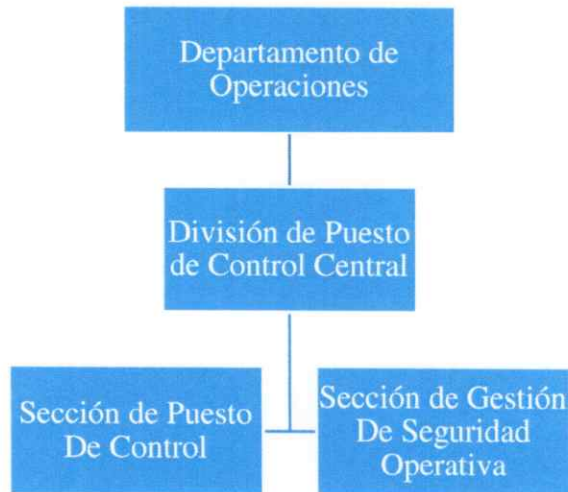 Departamento de
Operaciones
División de Puesto
de Control Central
Sección de Puesto
De Control
Sección de Gestión
De Seguridad
Operativa